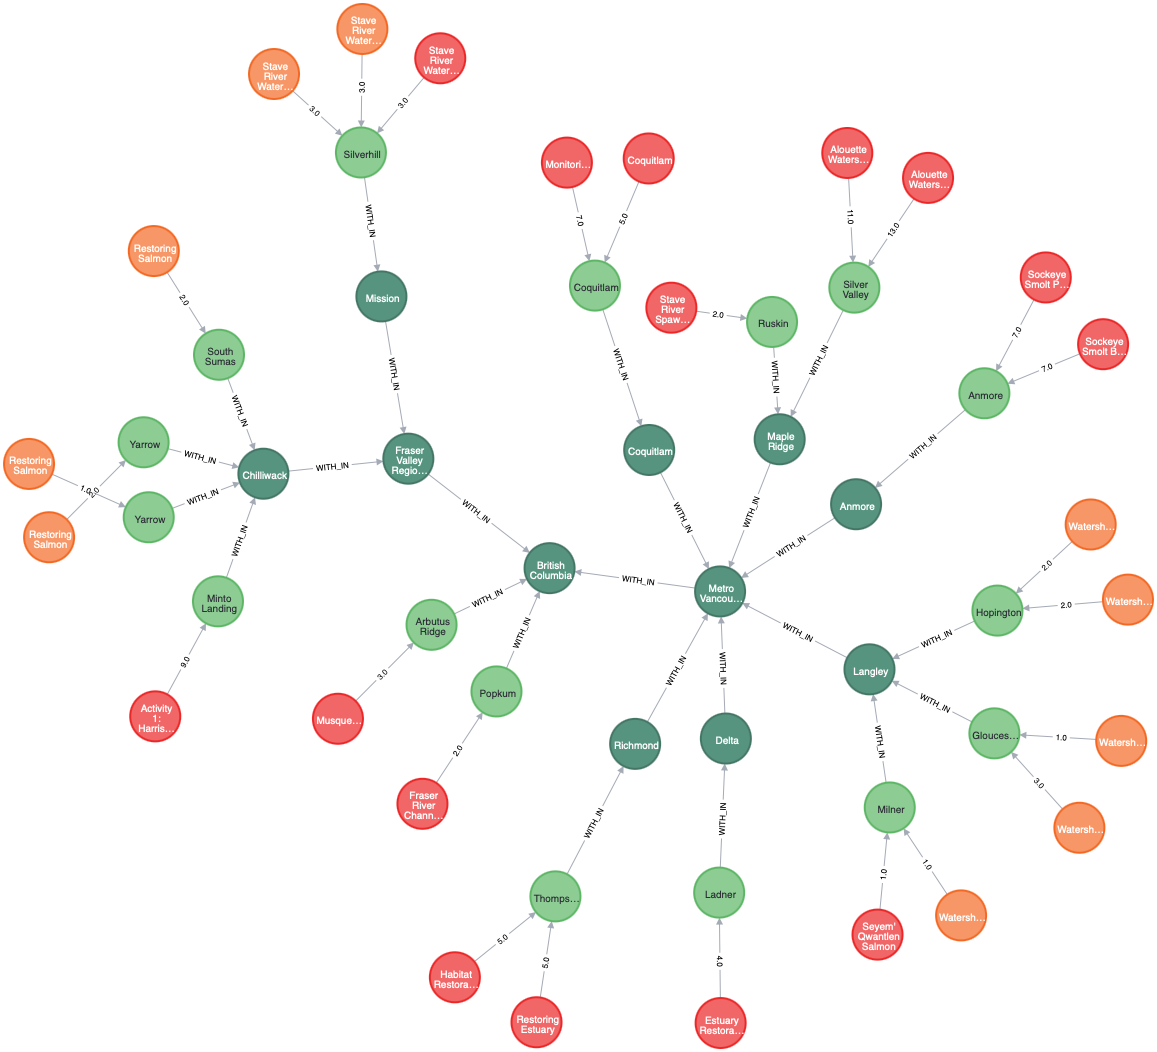 Stave
River
Water...
Stave
River
Water...
Stave
River
Water...
3.0
3.0
3.0
Silverhill
WITH_IN
Mission
WITH_IN
Monitori...
Coquitlam
7.0
5.0
Coquitlam
WITH_IN
Coquitlam
WITH_IN
Alouette
Waters...
Alouette
Waters...
11.0
13.0
Silver
Valley
WITH_IN
Stave
River
Spaw...
2.0
Ruskin
WITH_IN
Maple
Ridge
WITH_IN
Sockeye
Smolt P...
Sockeye
Smolt B...
7.0
7.0
Anmore
WITH_IN
Anmore
WITH_IN
Restoring
Salmon
2.0
South
Sumas
WITH_IN
Restoring
Salmon
1.0
Yarrow
WITH_IN
Restoring
Salmon
2.0
Yarrow
WITH_IN
Chilliwack
WITH_IN
Fraser
Valley
Regio...
WITH_IN
Minto
Landing
WITH_IN
9.0
Activity
1:
Harris...
British
Columbia
WITH_IN
Metro
Vancou...
Arbutus
Ridge
WITH_IN
3.0
Musque...
Popkum
WITH_IN
2.0
Fraser
River
Chann...
WITH_IN
Richmond
WITH_IN
Thomps...
5.0
5.0
Habitat
Restora...
Restoring
Estuary
WITH_IN
Delta
WITH_IN
Ladner
4.0
Estuary
Restora...
WITH_IN
Langley
WITH_IN
Hopington
2.0
2.0
Watersh...
Watersh...
WITH_IN
Glouces...
1.0
3.0
Watersh...
Watersh...
WITH_IN
Milner
1.0
1.0
Seyem'
Qwantlen
Salmon
Watersh...